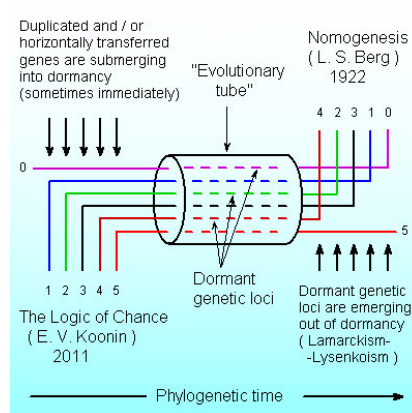 Duplicated and / or
horizontally transferred
genes are submerging
into dormancy
(sometimes immediately)
"Evolutionary
tube"
Nomogenesis
( L. S. Berg )
1922
4 2 3 1 0
0
5
Dormant
genetic loci
1 2 3 4 5
The Logic of Chance
( E. V. Koonin )
2011
Dormant genetic
loci are emerging
out of dormancy
( Lamarckism-
-Lysenkoism )
Phylogenetic time